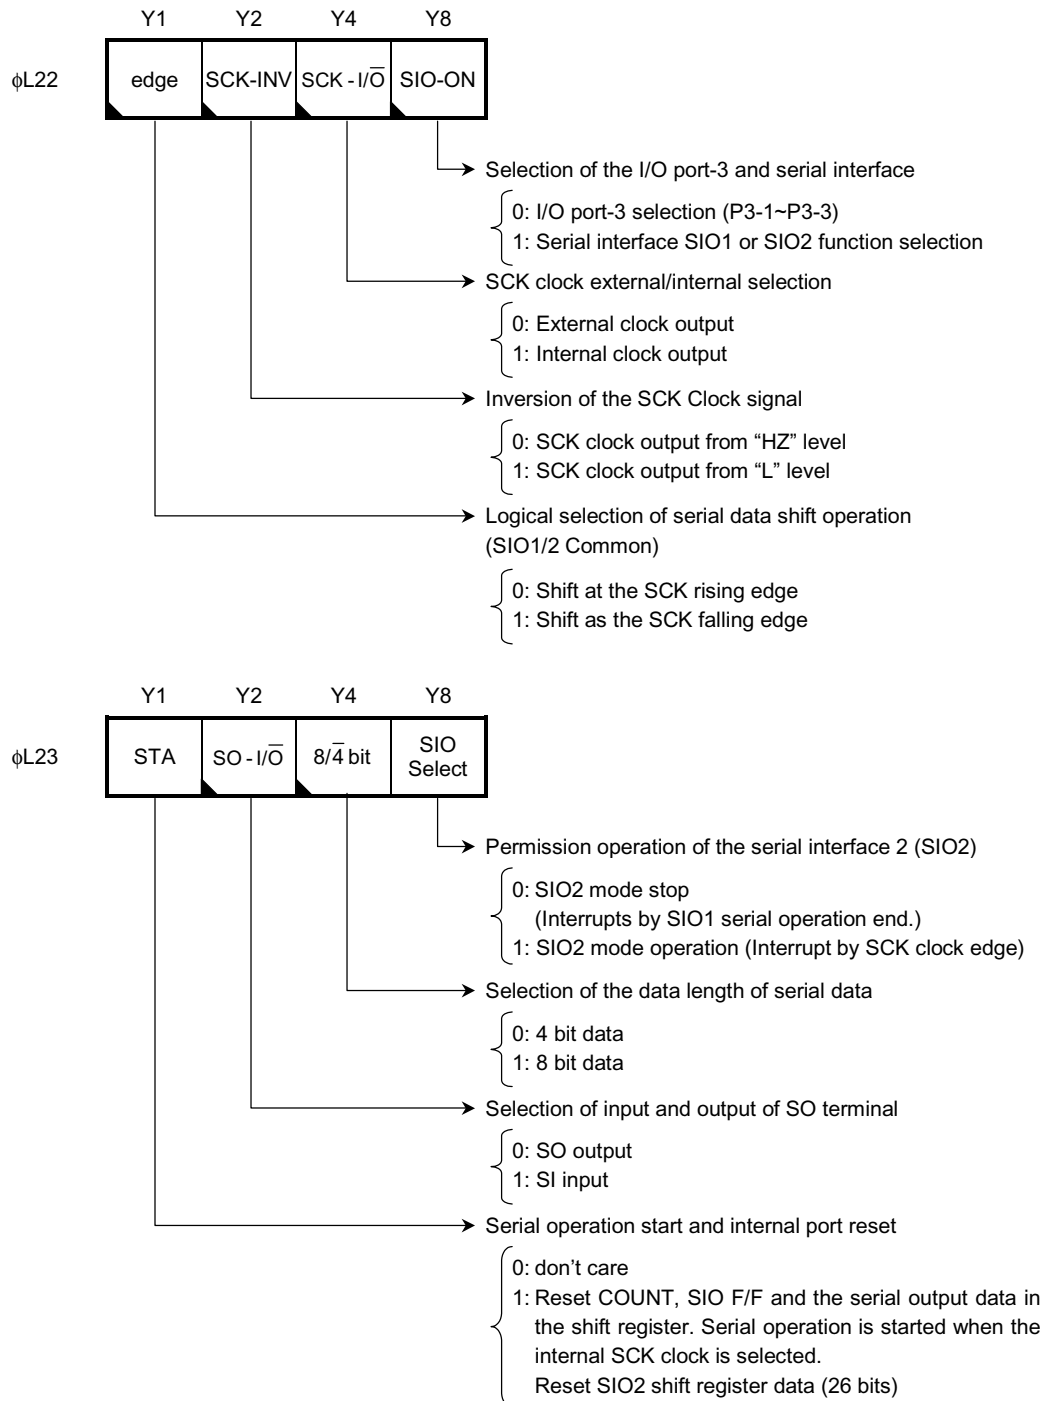 Y1 Y2 Y4 Y8
φL22 edge SCK-INV SCK - I/O̅ SIO-ON
Selection of the I/O port-3 and serial interface
0: I/O port-3 selection (P3-1~P3-3)
1: Serial interface SIO1 or SIO2 function selection
SCK clock external/internal selection
0: External clock output
1: Internal clock output
Inversion of the SCK Clock signal
0: SCK clock output from “HZ” level
1: SCK clock output from “L” level
Logical selection of serial data shift operation
(SIO1/2 Common)
0: Shift at the SCK rising edge
1: Shift as the SCK falling edge
Y1 Y2 Y4 Y8
φL23 STA SO - I/O̅ 8/4̅ bit SIO
Select
Permission operation of the serial interface 2 (SIO2)
0: SIO2 mode stop
(Interrupts by SIO1 serial operation end.)
1: SIO2 mode operation (Interrupt by SCK clock edge)
Selection of the data length of serial data
0: 4 bit data
1: 8 bit data
Selection of input and output of SO terminal
0: SO output
1: SI input
Serial operation start and internal port reset
0: don’t care
1: Reset COUNT, SIO F/F and the serial output data in
the shift register. Serial operation is started when the
internal SCK clock is selected.
Reset SIO2 shift register data (26 bits)